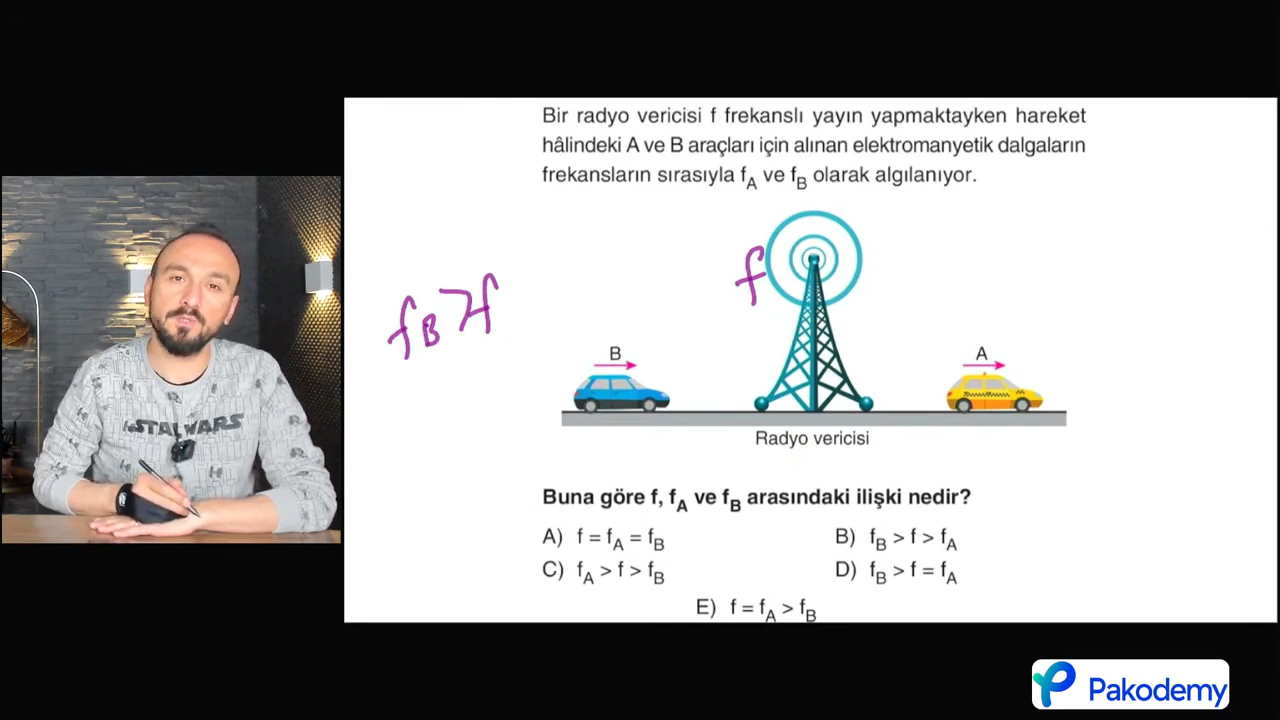 Bir radyo vericisi f frekanslı yayın yapmaktayken hareket
hâlindeki A ve B araçları için alınan elektromanyetik dalgaların
frekansların sırasıyla fA ve fB olarak algılanıyor.
f
fB > f
B
A
Radyo vericisi
STAR WARS
Buna göre f, fA ve fB arasındaki ilişki nedir?
A) f = fA = fB
B) fB > f > fA
C) fA > f > fB
D) fB > f = fA
E) f = fA > fB
Pakodemy